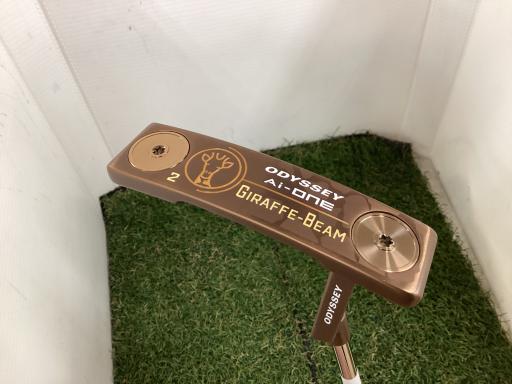 2
ODYSSEY
Ai-ONE
GIRAFFE-BEAM
ODYSSEY